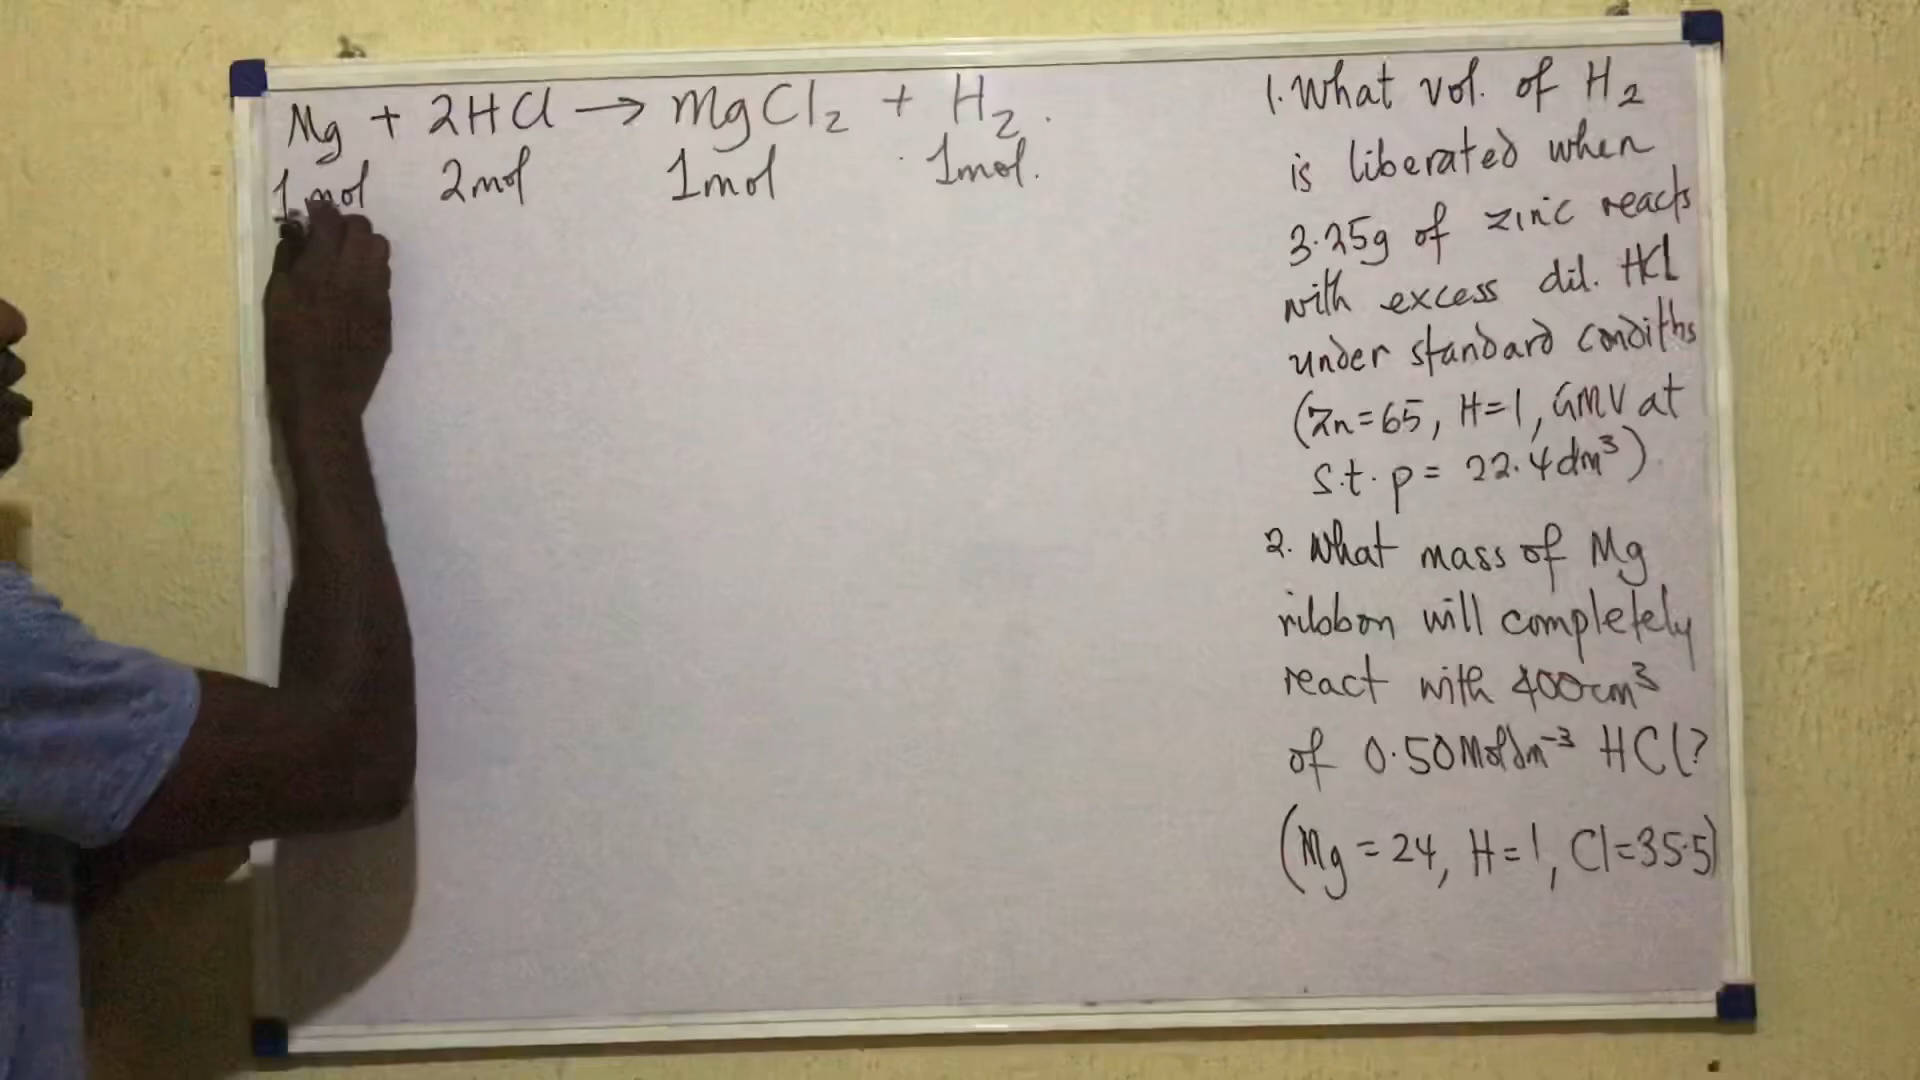 Mg + 2HCl → MgCl₂ + H₂.
1mol 2mol 1mol 1mol.
1. What vol. of H₂
is liberated when
3.25g of zinc reacts
with excess dil. HCl
under standard condiths
(Zn=65, H=1, GMV at
s.t.p = 22.4dm³)
2. What mass of Mg
ribbon will completely
react with 400cm³
of 0.50Moldm⁻³ HCl?
(Mg = 24, H=1, Cl=35.5)